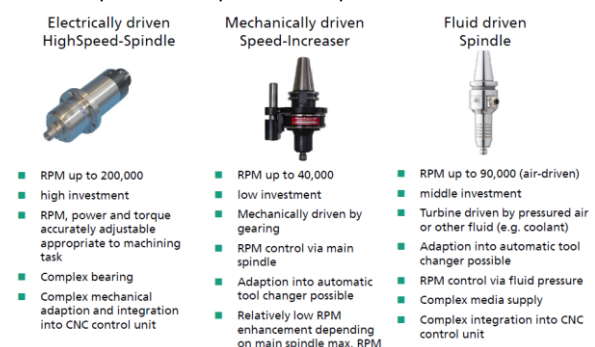 Electrically driven
HighSpeed-Spindle
RPM up to 200,000
high investment
RPM, power and torque
accurately adjustable
appropriate to machining
task
Complex bearing
Complex mechanical
adaption and integration
into CNC control unit
Mechanically driven
Speed-Increaser
RPM up to 40,000
low investment
Mechanically driven by
gearing
RPM control via main
spindle
Adaption into automatic
tool changer possible
Relatively low RPM
enhancement depending
on main spindle max. RPM
Fluid driven
Spindle
RPM up to 90,000 (air-driven)
middle investment
Turbine driven by pressured air
or other fluid (e.g. coolant)
Adaption into automatic tool
changer possible
RPM control via fluid pressure
Complex media supply
Complex integration into CNC
control unit